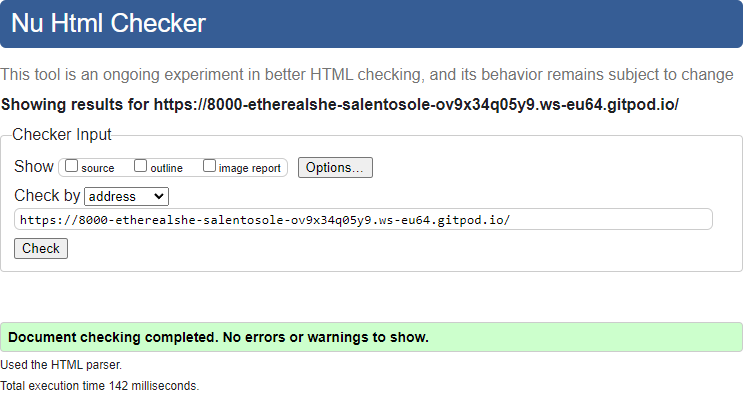 Nu Html Checker
This tool is an ongoing experiment in better HTML checking, and its behavior remains subject to change
Showing results for https://8000-etherealshe-salentosole-ov9x34q05y9.ws-eu64.gitpod.io/
Checker Input
Show source outline image report Options...
Check by address
https://8000-etherealshe-salentosole-ov9x34q05y9.ws-eu64.gitpod.io/
Check
Document checking completed. No errors or warnings to show.
Used the HTML parser.
Total execution time 142 milliseconds.